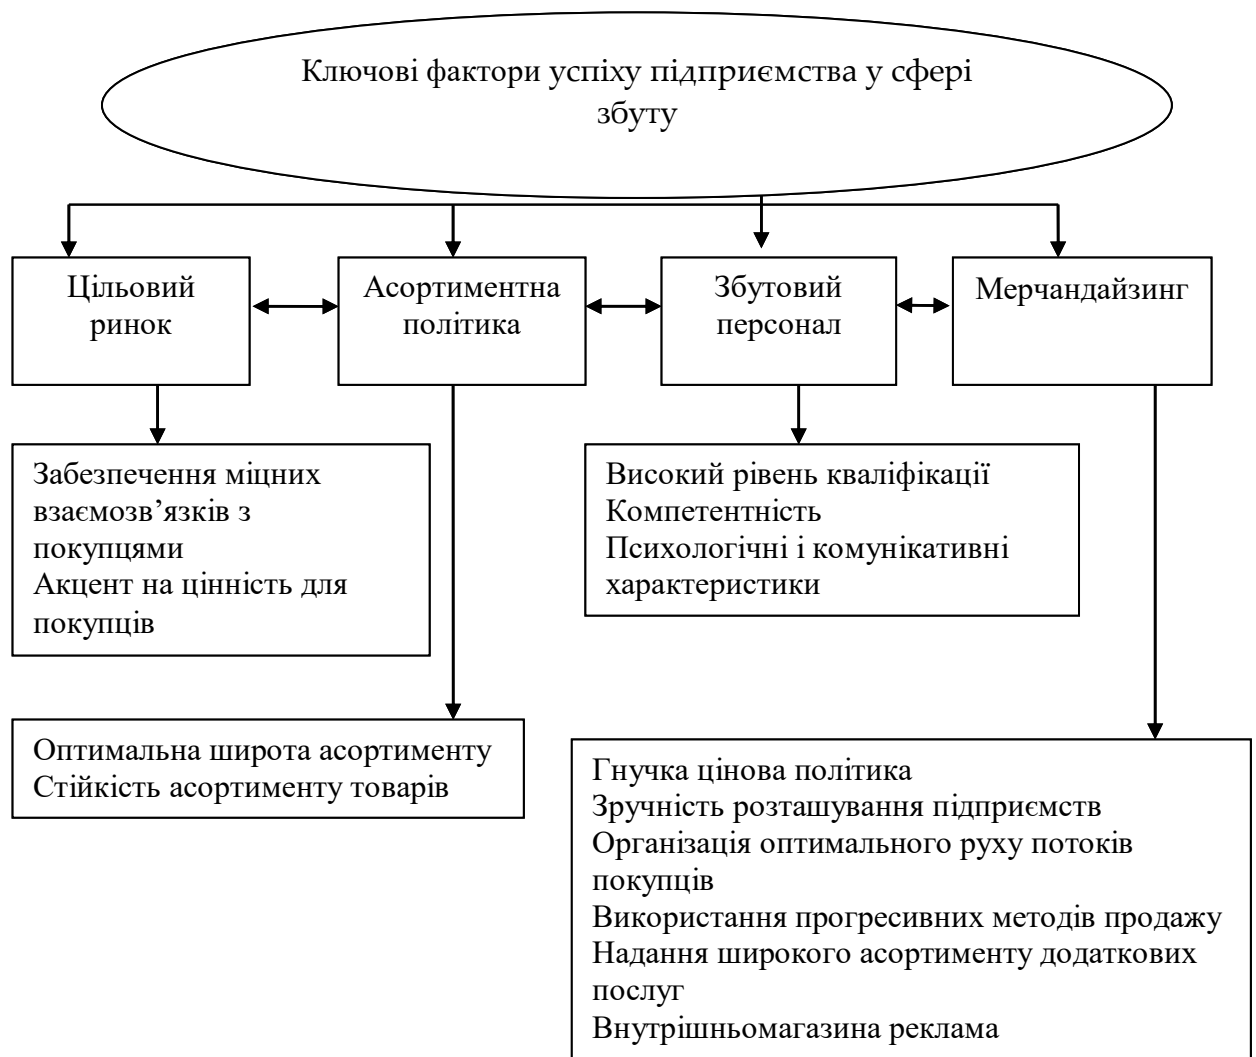 Ключові фактори успіху підприємства у сфері
збуту
Цільовий
ринок
Асортиментна
політика
Збутовий
персонал
Мерчандайзинг
Забезпечення міцних
взаємозв’язків з
покупцями
Акцент на цінність для
покупців
Високий рівень кваліфікації
Компетентність
Психологічні і комунікативні
характеристики
Оптимальна широта асортименту
Стійкість асортименту товарів
Гнучка цінова політика
Зручність розташування підприємств
Організація оптимального руху потоків
покупців
Використання прогресивних методів продажу
Надання широкого асортименту додаткових
послуг
Внутрішньомагазина реклама